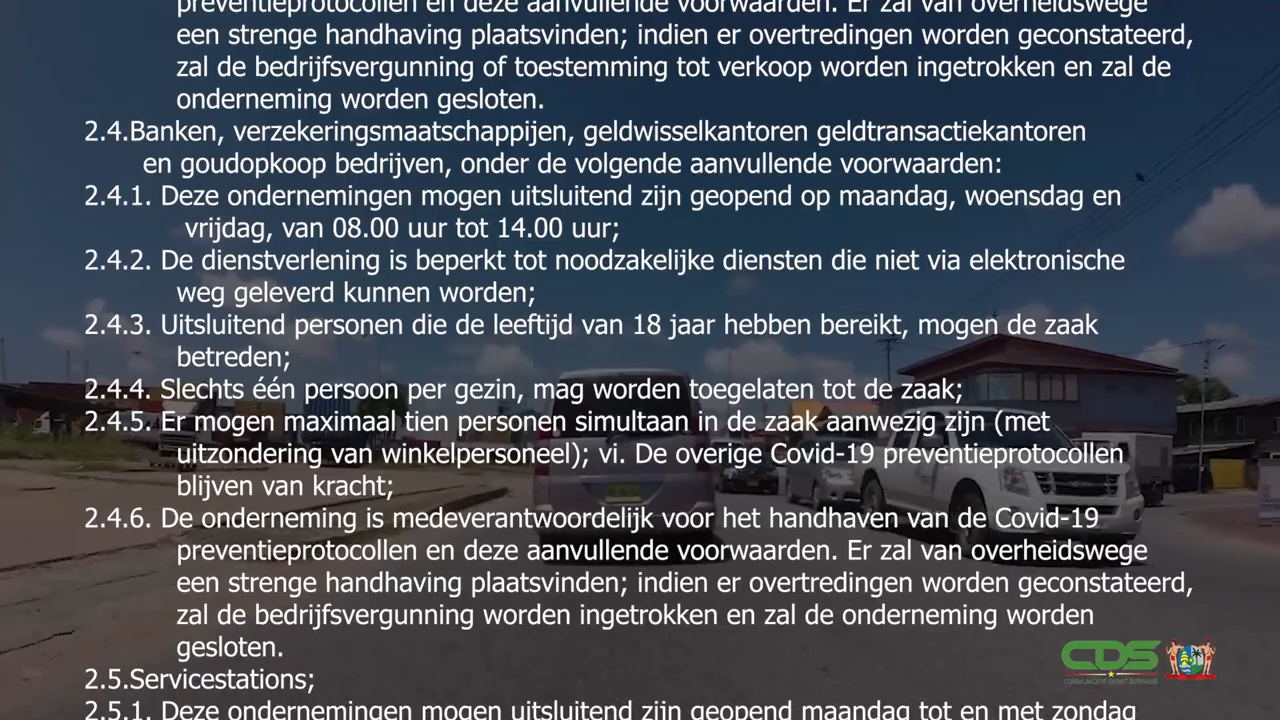 preventieprotocollen en deze aanvullende voorwaarden. Er zal van overheidswege
een strenge handhaving plaatsvinden; indien er overtredingen worden geconstateerd,
zal de bedrijfsvergunning of toestemming tot verkoop worden ingetrokken en zal de
onderneming worden gesloten.
2.4.Banken, verzekeringsmaatschappijen, geldwisselkantoren geldtransactiekantoren
en goudopkoop bedrijven, onder de volgende aanvullende voorwaarden:
2.4.1. Deze ondernemingen mogen uitsluitend zijn geopend op maandag, woensdag en
vrijdag, van 08.00 uur tot 14.00 uur;
2.4.2. De dienstverlening is beperkt tot noodzakelijke diensten die niet via elektronische
weg geleverd kunnen worden;
2.4.3. Uitsluitend personen die de leeftijd van 18 jaar hebben bereikt, mogen de zaak
betreden;
2.4.4. Slechts één persoon per gezin, mag worden toegelaten tot de zaak;
2.4.5. Er mogen maximaal tien personen simultaan in de zaak aanwezig zijn (met
uitzondering van winkelpersoneel); vi. De overige Covid-19 preventieprotocollen
blijven van kracht;
2.4.6. De onderneming is medeverantwoordelijk voor het handhaven van de Covid-19
preventieprotocollen en deze aanvullende voorwaarden. Er zal van overheidswege
een strenge handhaving plaatsvinden; indien er overtredingen worden geconstateerd,
zal de bedrijfsvergunning worden ingetrokken en zal de onderneming worden
gesloten.
CDS
COMMUNICATIE DIENST SURINAME
2.5.Servicestations;
2.5.1. Deze ondernemingen mogen uitsluitend zijn geopend maandag tot en met zondag